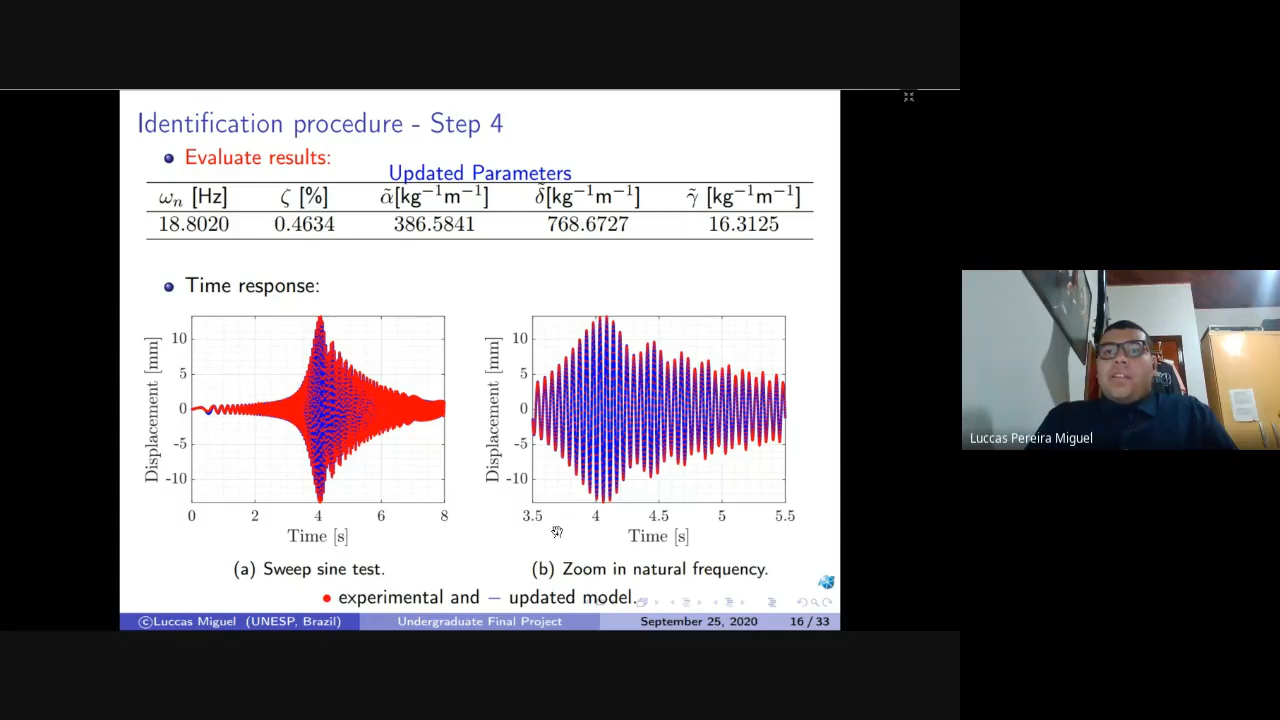 Identification procedure - Step 4
Evaluate results:
Updated Parameters
ωₙ [Hz] ζ [%] α̃[kg⁻¹m⁻¹] δ̃[kg⁻¹m⁻¹] γ̃ [kg⁻¹m⁻¹]
18.8020 0.4634 386.5841 768.6727 16.3125
Time response:
Displacement [mm]
10
5
0
-5
-10
0 2 4 6 8
Time [s]
Displacement [mm]
10
5
0
-5
-10
3.5 4 4.5 5 5.5
Time [s]
(a) Sweep sine test.
(b) Zoom in natural frequency.
experimental and − updated model.
©Luccas Miguel (UNESP, Brazil) Undergraduate Final Project September 25, 2020 16 / 33
Luccas Pereira Miguel